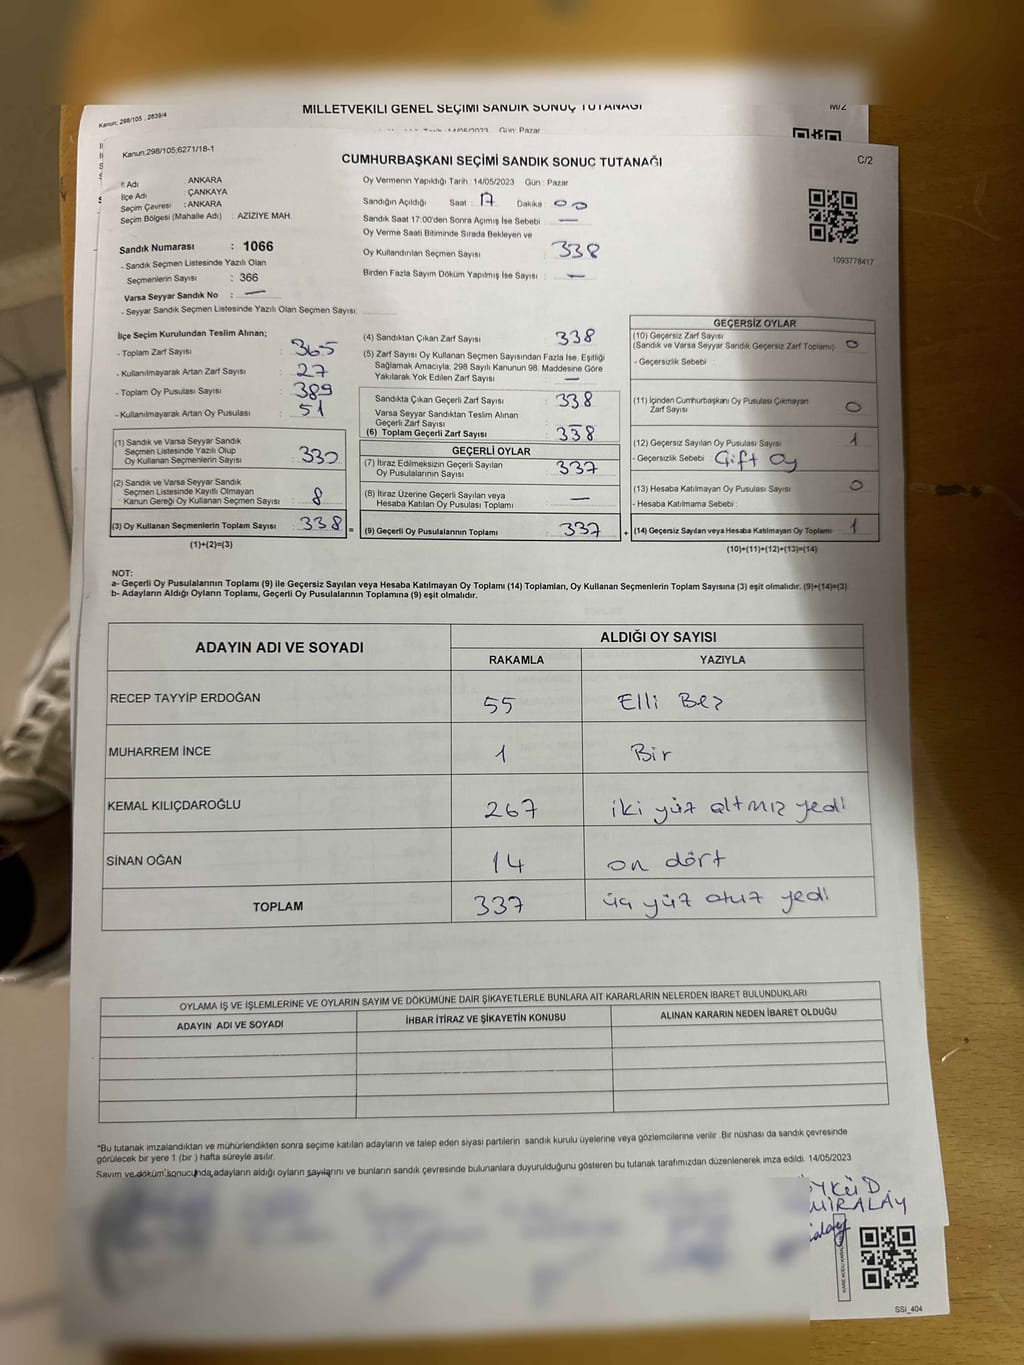 Kanun: 298/105 , 2839/4
MİLLETVEKİLİ GENEL SEÇİMİ SANDIK SONUÇ TUTANAĞI
M/2
14/05/2023 Gün: Pazar
Kanun:298/105;6271/18-1
CUMHURBAŞKANI SEÇİMİ SANDIK SONUÇ TUTANAĞI
C/2
İl Adı ANKARA
İlçe Adı ÇANKAYA
Seçim Çevresi : ANKARA
Seçim Bölgesi (Mahalle Adı) : AZİZİYE MAH.
Sandık Numarası : 1066
- Sandık Seçmen Listesinde Yazılı Olan
Seçmenlerin Sayısı : 366
Varsa Seyyar Sandık No : —
- Seyyar Sandık Seçmen Listesinde Yazılı Olan Seçmen Sayısı:
Oy Vermenin Yapıldığı Tarih : 14/05/2023 Gün : Pazar
Sandığın Açıldığı Saat : 17 Dakika : 00
Sandık Saat 17:00'den Sonra Açımış İse Sebebi : —
Oy Verme Saati Bitiminde Sırada Bekleyen ve
Oy Kullandırılan Seçmen Sayısı : 338
Birden Fazla Sayım Döküm Yapılmış İse Sayısı : —
1093778417
İlçe Seçim Kurulundan Teslim Alınan;
- Toplam Zarf Sayısı : 365
- Kullanılmayarak Artan Zarf Sayısı : 27
- Toplam Oy Pusulası Sayısı : 389
- Kullanılmayarak Artan Oy Pusulası : 51
(1) Sandık ve Varsa Seyyar Sandık
Seçmen Listesinde Yazılı Olup
Oy Kullanan Seçmenlerin Sayısı : 330
(2) Sandık ve Varsa Seyyar Sandık
Seçmen Listesinde Kayıtlı Olmayan
Kanun Gereği Oy Kullanan Seçmen Sayısı : 8
(3) Oy Kullanan Seçmenlerin Toplam Sayısı : 338 =
(1)+(2)=(3)
(4) Sandıktan Çıkan Zarf Sayısı : 338
(5) Zarf Sayısı Oy Kullanan Seçmen Sayısından Fazla İse, Eşitliği
Sağlamak Amacıyla, 298 Sayılı Kanunun 98. Maddesine Göre
Yakılarak Yok Edilen Zarf Sayısı : —
Sandıkta Çıkan Geçerli Zarf Sayısı : 338
Varsa Seyyar Sandıktan Teslim Alınan
Geçerli Zarf Sayısı
(6) Toplam Geçerli Zarf Sayısı : 338
GEÇERLİ OYLAR
(7) İtiraz Edilmeksizin Geçerli Sayılan
Oy Pusulalarının Sayısı : 337
(8) İtiraz Üzerine Geçerli Sayılan veya
Hesaba Katılan Oy Pusulası Toplamı : —
(9) Geçerli Oy Pusulalarının Toplamı : 337 +
GEÇERSİZ OYLAR
(10) Geçersiz Zarf Sayısı
(Sandık ve Varsa Seyyar Sandık Geçersiz Zarf Toplamı) : 0
- Geçersizlik Sebebi :
(11) İçinden Cumhurbaşkanı Oy Pusulası Çıkmayan
Zarf Sayısı : 0
(12) Geçersiz Sayılan Oy Pusulası Sayısı : 1
- Geçersizlik Sebebi : Çift Oy
(13) Hesaba Katılmayan Oy Pusulası Sayısı : 0
- Hesaba Katılmama Sebebi :
(14) Geçersiz Sayılan veya Hesaba Katılmayan Oy Toplamı : 1
(10)+(11)+(12)+(13)=(14)
NOT:
a- Geçerli Oy Pusulalarının Toplamı (9) ile Geçersiz Sayılan veya Hesaba Katılmayan Oy Toplamı (14) Toplamları, Oy Kullanan Seçmenlerin Toplam Sayısına (3) eşit olmalıdır. (9)+(14)=(3)
b- Adayların Aldığı Oyların Toplamı, Geçerli Oy Pusulalarının Toplamına (9) eşit olmalıdır.
ADAYIN ADI VE SOYADI
ALDIĞI OY SAYISI
RAKAMLA YAZIYLA
RECEP TAYYİP ERDOĞAN 55 Elli Beş
MUHARREM İNCE 1 Bir
KEMAL KILIÇDAROĞLU 267 iki yüz altmış yedi
SİNAN OĞAN 14 on dört
TOPLAM 337 üç yüz otuz yedi
OYLAMA İŞ VE İŞLEMLERİNE VE OYLARIN SAYIM VE DÖKÜMÜNE DAİR ŞİKAYETLERLE BUNLARA AİT KARARLARIN NELERDEN İBARET BULUNDUKLARI
ADAYIN ADI VE SOYADI İHBAR İTİRAZ VE ŞİKAYETİN KONUSU ALINAN KARARIN NEDEN İBARET OLDUĞU
*Bu tutanak imzalandıktan ve mühürlendikten sonra seçime katılan adayların ve talep eden siyasi partilerin sandık kurulu üyelerine veya gözlemcilerine verilir. Bir nüshası da sandık çevresinde
görülecek bir yere 1 (bir ) hafta süreyle asılır.
Sayım ve döküm sonucunda, adayların aldığı oyların sayılarını ve bunların sandık çevresinde bulunanlara duyurulduğunu gösteren bu tutanak tarafımızdan düzenlenerek imza edildi. 14/05/2023
MİRALAY
SSI_404